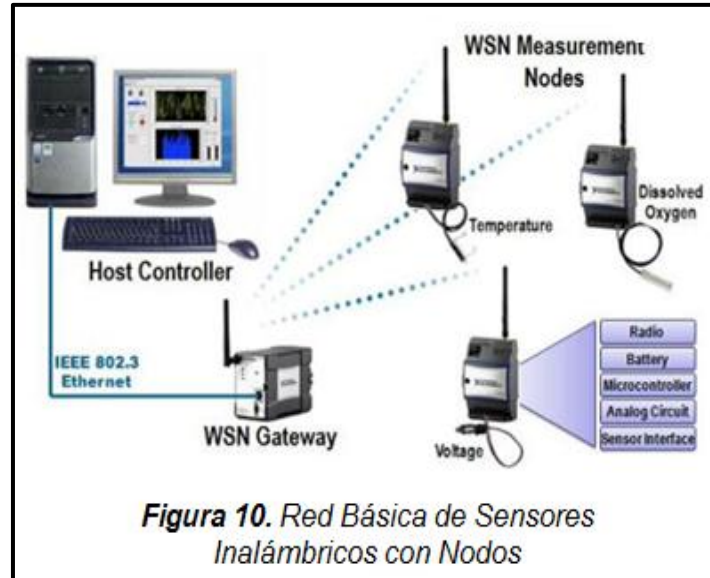 WSN Measurement
Nodes
Temperature
Dissolved
Oxygen
Host Controller
IEEE 802.3
Ethernet
WSN Gateway
Voltage
Radio
Battery
Microcontroller
Analog Circuit
Sensor Interface
Figura 10. Red Básica de Sensores
Inalámbricos con Nodos